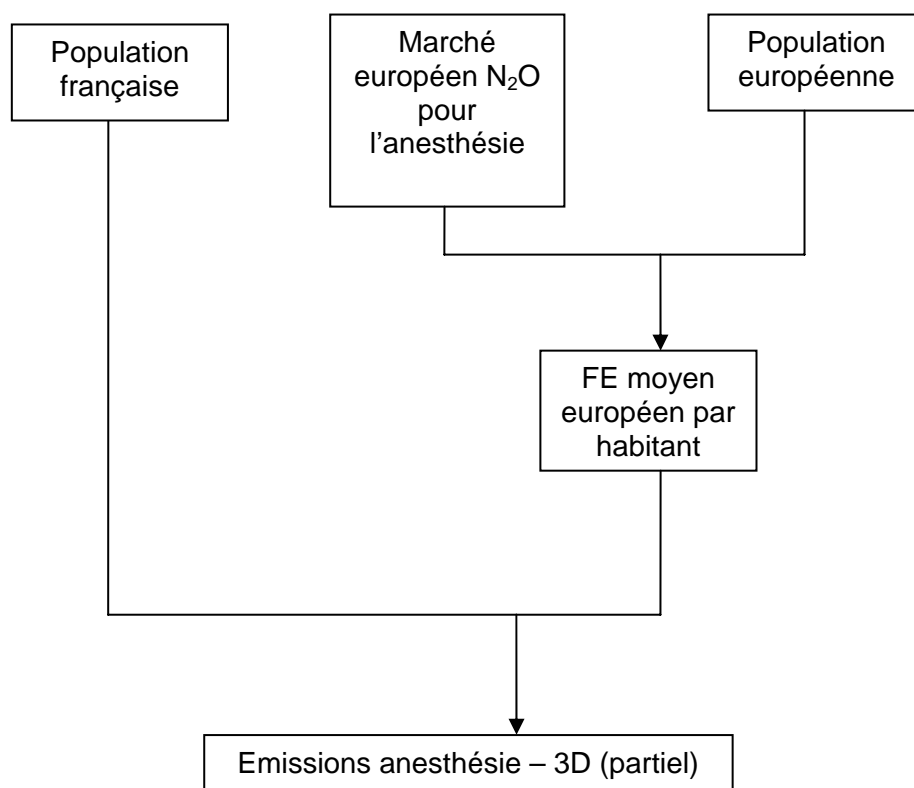 Population
française
Marché
européen N₂O
pour
l'anesthésie
Population
européenne
FE moyen
européen par
habitant
Emissions anesthésie – 3D (partiel)